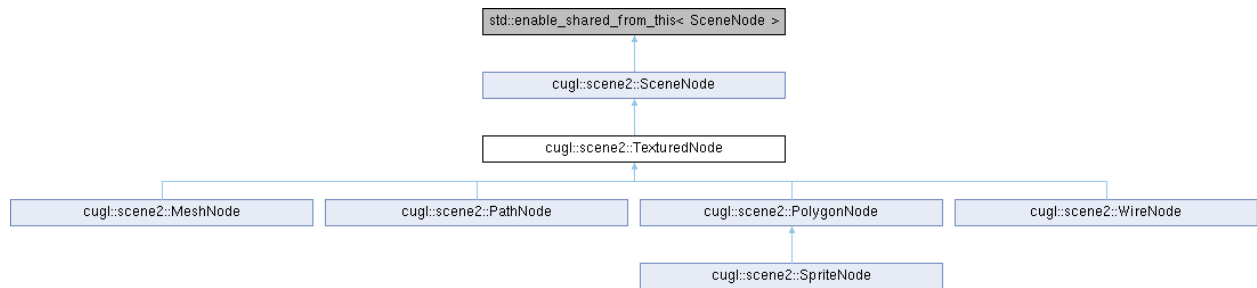 std::enable_shared_from_this< SceneNode >
cugl::scene2::SceneNode
cugl::scene2::TexturedNode
cugl::scene2::MeshNode
cugl::scene2::PathNode
cugl::scene2::PolygonNode
cugl::scene2::WireNode
cugl::scene2::SpriteNode